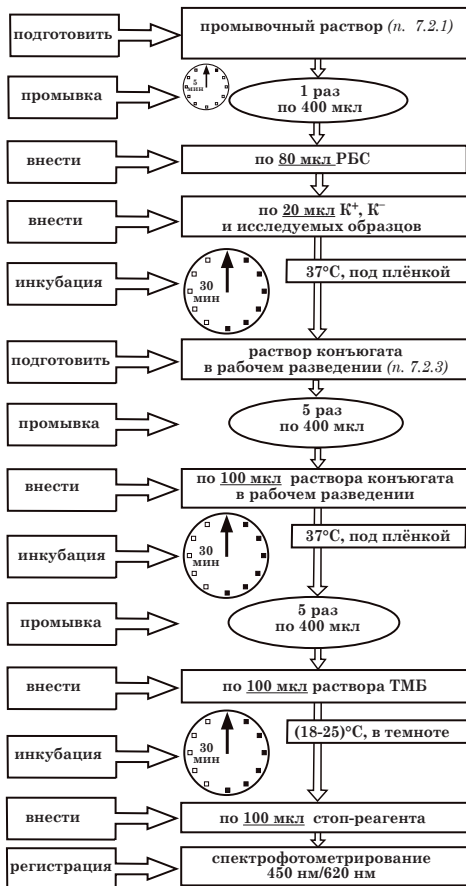 подготовить
промывочный раствор (п. 7.2.1)
промывка
5
мин
1 раз
по 400 мкл
внести
по 80 мкл РБС
внести
по 20 мкл K⁺, K⁻
и исследуемых образцов
инкубация
30
мин
37°С, под плёнкой
подготовить
раствор конъюгата
в рабочем разведении (п. 7.2.3)
промывка
5 раз
по 400 мкл
внести
по 100 мкл раствора конъюгата
в рабочем разведении
инкубация
30
мин
37°С, под плёнкой
промывка
5 раз
по 400 мкл
внести
по 100 мкл раствора ТМБ
инкубация
30
мин
(18-25)°С, в темноте
внести
по 100 мкл стоп-реагента
регистрация
спектрофотометрирование
450 нм/620 нм